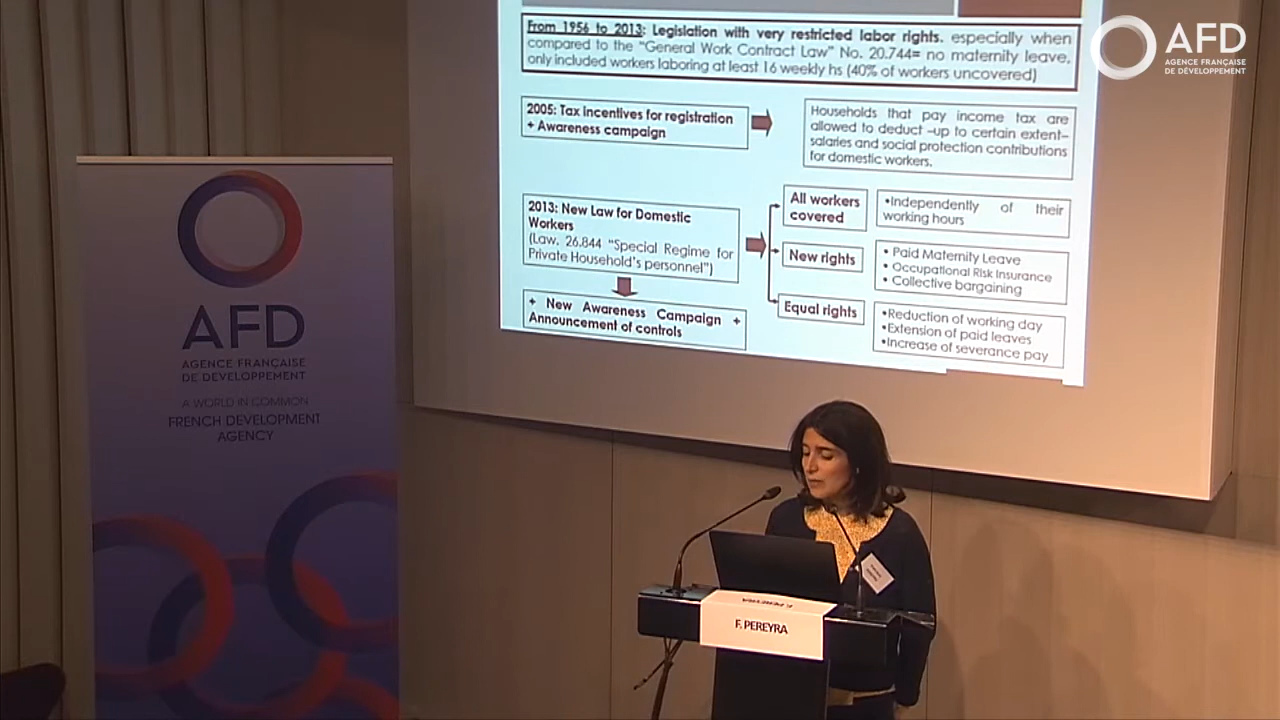 From 1956 to 2013: Legislation with very restricted labor rights. especially when
compared to the "General Work Contract Law" No. 20.744= no maternity leave,
only included workers laboring at least 16 weekly hs (40% of workers uncovered)
2005: Tax Incentives for registration
+ Awareness campaign
Households that pay income tax are
allowed to deduct –up to certain extent–
salaries and social protection contributions
for domestic workers.
2013: New Law for Domestic
Workers
(Law. 26.844 "Special Regime for
Private Household's personnel")
+ New Awareness Campaign +
Announcement of controls
All workers
covered
•Independently of their
working hours
New rights
• Paid Maternity Leave
• Occupational Risk Insurance
• Collective bargaining
Equal rights
•Reduction of working day
•Extension of paid leaves
•Increase of severance pay
AFD
AGENCE FRANÇAISE
DE DÉVELOPPEMENT
AFD
AGENCE FRANÇAISE
DE DÉVELOPPEMENT
A WORLD IN COMMON
FRENCH DEVELOPMENT
AGENCY
F. PEREYRA
F. PEREYRA